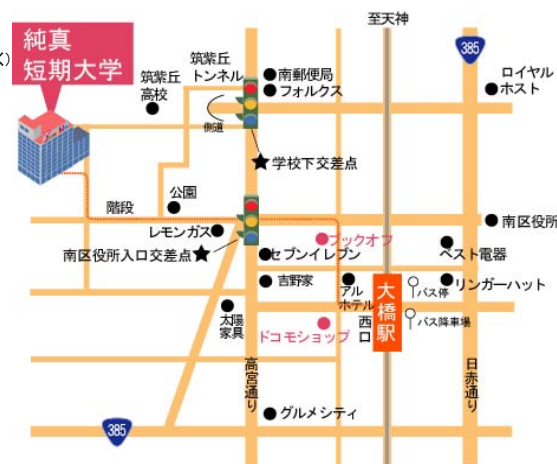 純真
短期大学
く)
至天神
385
筑紫丘
高校
筑紫丘
トンネル
側道
南郵便局
フォルクス
ロイヤル
ホスト
学校下交差点
公園
階段
レモンガス
南区役所入口交差点
南区役所
ブックオフ
セブンイレブン
ベスト電器
吉野家
アル
ホテル
大橋駅
西口
バス停
リンガーハット
バス降車場
太陽
家具
ドコモショップ
高宮通り
日赤通り
グルメシティ
385